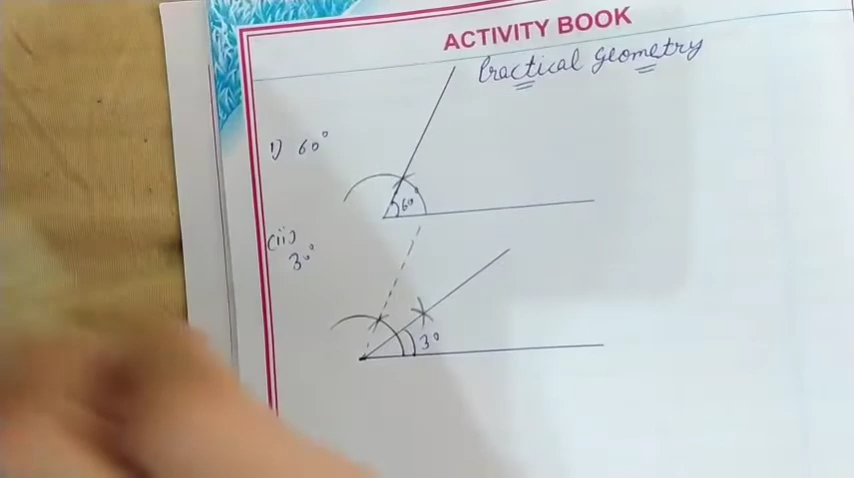 ACTIVITY BOOK
Practical Geometry
1) 60°
60
(ii)
30°
30